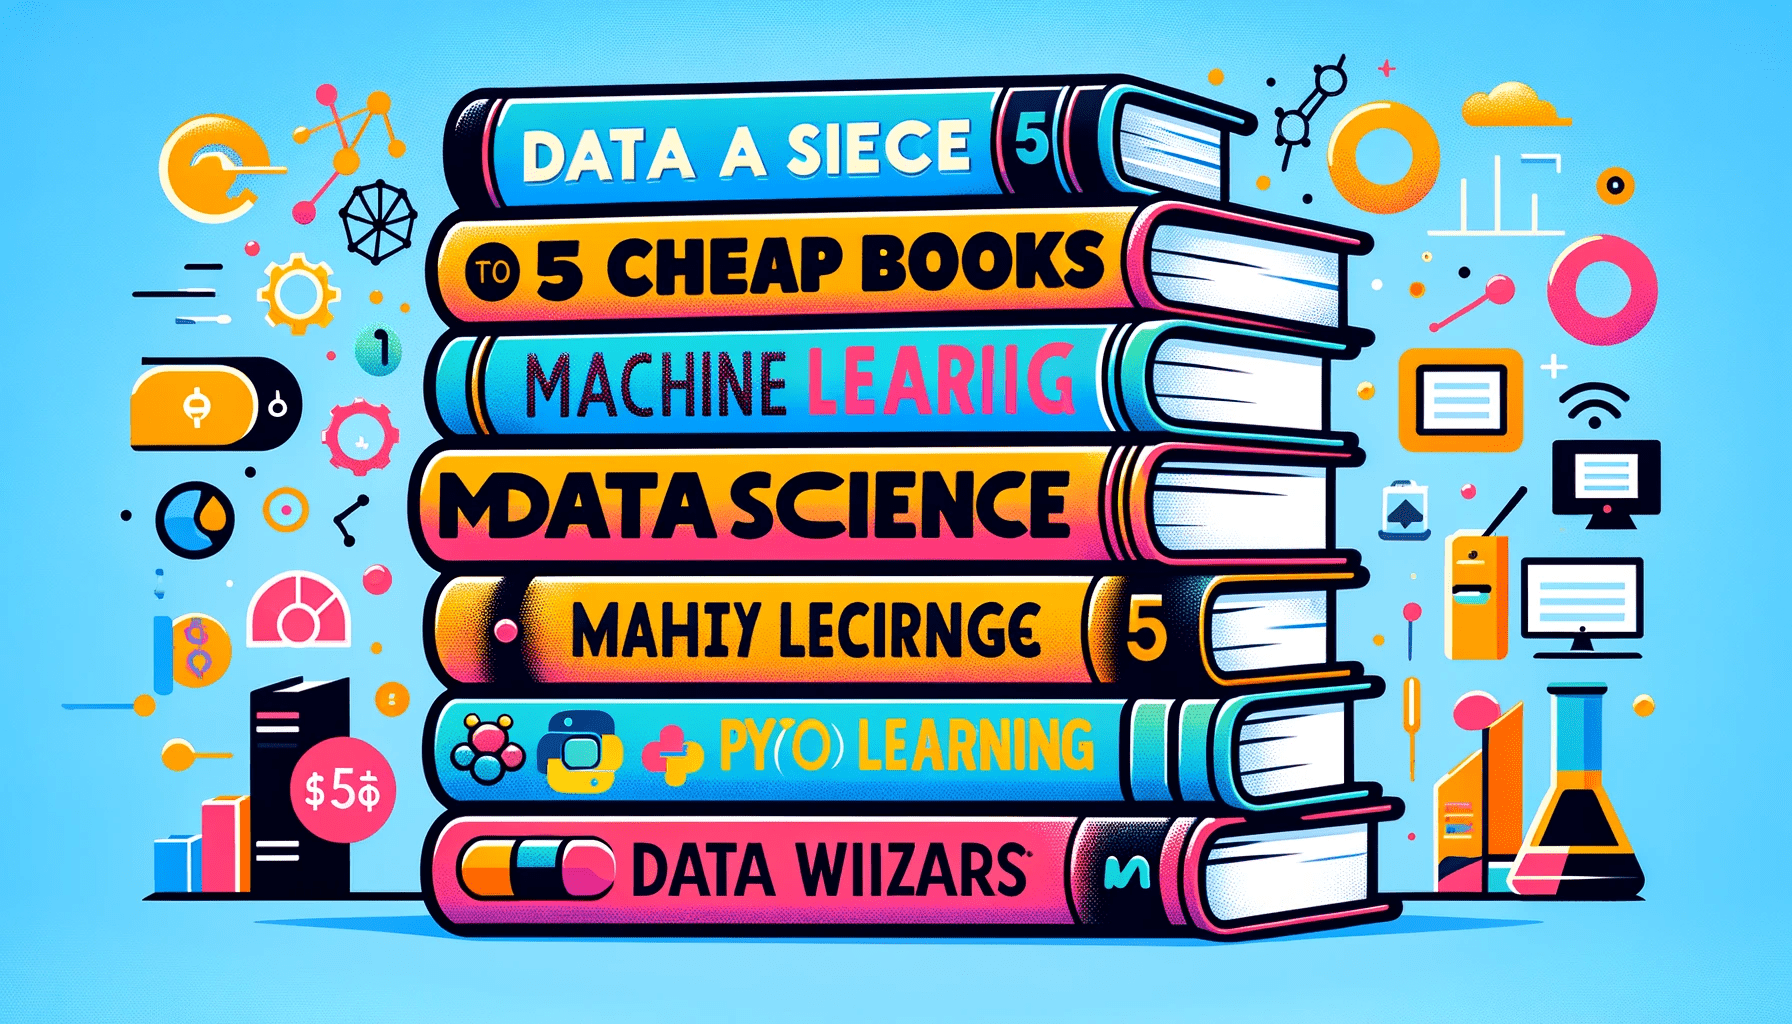 DATA A SIECE 5
TO 5 CHEAP BOOKS
MACHINE LEARIIG
MDATA SCIENCE
MAHIY LECIRNGE 5
PY(O) LEARNING
DATA WIIZARS
1
$5¢